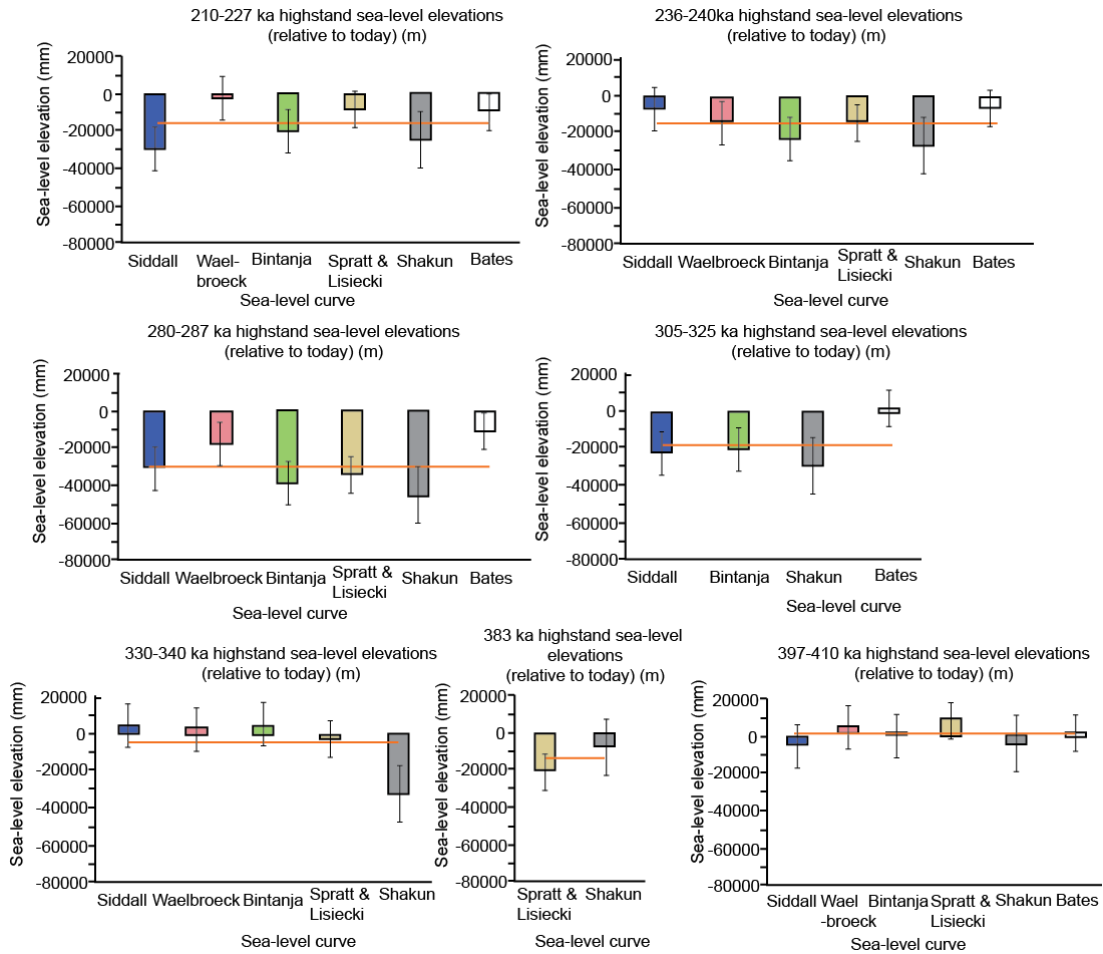 210-227 ka highstand sea-level elevations
(relative to today) (m)
Sea-level elevation (mm)
20000
0
-20000
-40000
-60000
-80000
Siddall Wael- Bintanja Spratt & Shakun Bates
broeck Lisiecki
Sea-level curve
236-240ka highstand sea-level elevations
(relative to today) (m)
Sea-level elevation (mm)
20000
0
-20000
-40000
-60000
-80000
Siddall Waelbroeck Bintanja Spratt & Shakun Bates
Lisiecki
Sea-level curve
280-287 ka highstand sea-level elevations
(relative to today) (m)
Sea-level elevation (mm)
20000
0
-20000
-40000
-60000
-80000
Siddall Waelbroeck Bintanja Spratt & Shakun Bates
Lisiecki
Sea-level curve
305-325 ka highstand sea-level elevations
(relative to today) (m)
Sea-level elevation (mm)
20000
0
-20000
-40000
-60000
-80000
Siddall Bintanja Shakun Bates
Sea-level curve
330-340 ka highstand sea-level elevations
(relative to today) (m)
Sea-level elevation (mm)
20000
0
-20000
-40000
-60000
-80000
Siddall Waelbroeck Bintanja Spratt & Shakun
Lisiecki
Sea-level curve
383 ka highstand sea-level
elevations
(relative to today) (m)
Sea-level elevation (mm)
20000
0
-20000
-40000
-60000
-80000
Spratt & Shakun
Lisiecki
Sea-level curve
397-410 ka highstand sea-level elevations
(relative to today) (m)
Sea-level elevation (mm)
20000
0
-20000
-40000
-60000
-80000
Siddall Wael Bintanja Spratt & Shakun Bates
-broeck Lisiecki
Sea-level curve